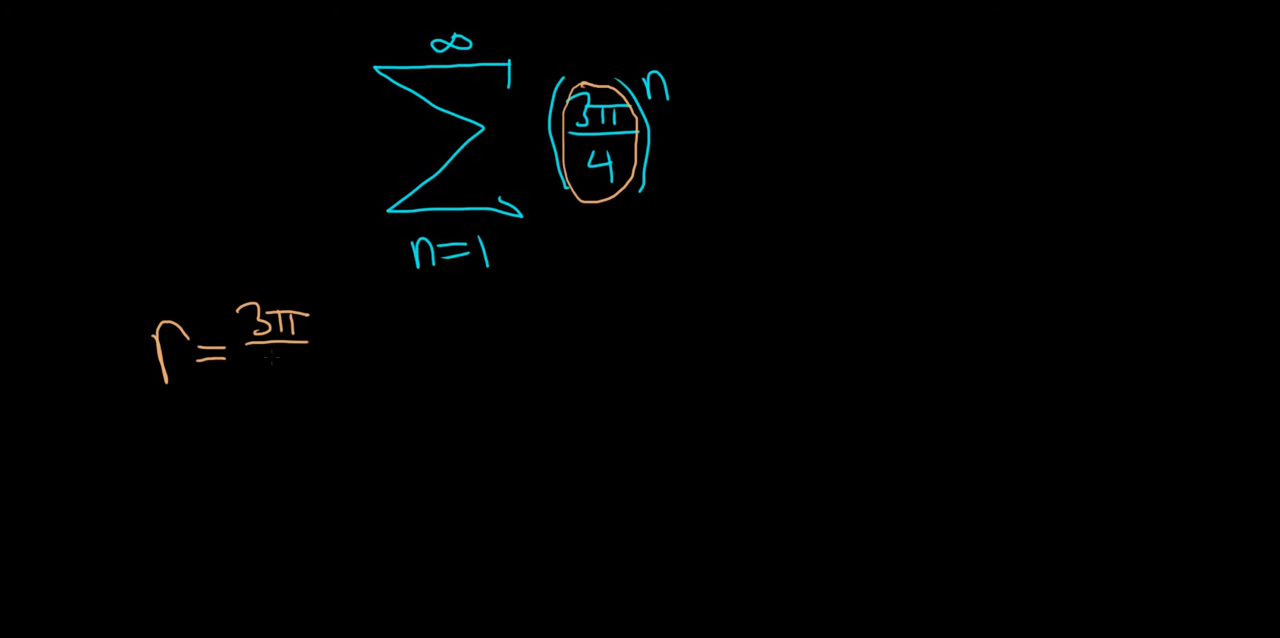 ∞
∑ (3π/4)^n
n=1
r = 3π/